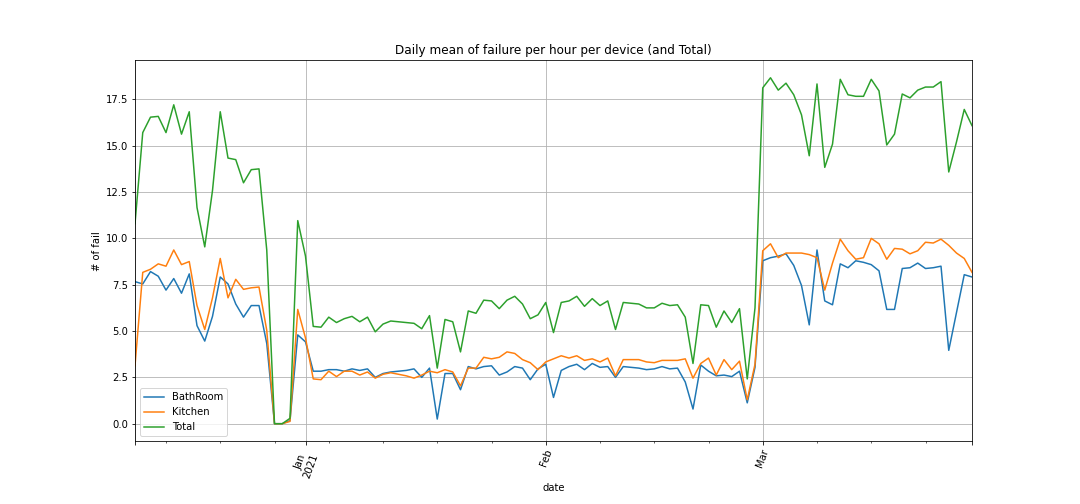 Daily mean of failure per hour per device (and Total)
# of fail
17.5
15.0
12.5
10.0
7.5
5.0
2.5
0.0
BathRoom
Kitchen
Total
Jan
2021
Feb
Mar
date